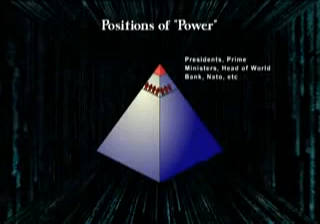 Positions of "Power"
Presidents, Prime
Ministers, Head of World
Bank, Nato, etc